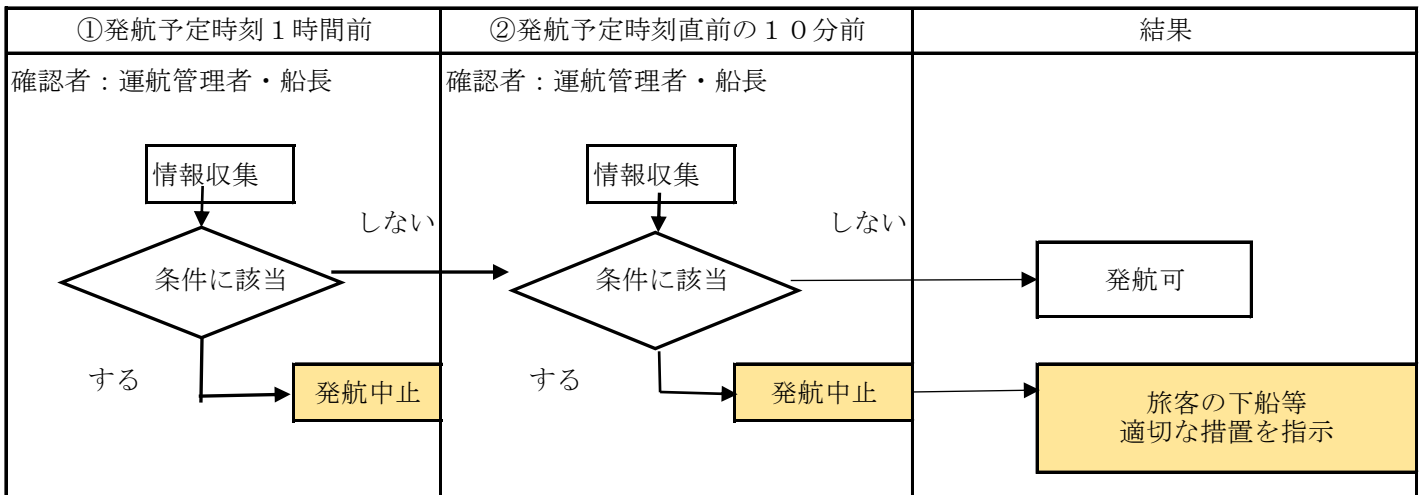 ①発航予定時刻１時間前
②発航予定時刻直前の１０分前
結果
確認者：運航管理者・船長
確認者：運航管理者・船長
情報収集
情報収集
しない
しない
条件に該当
条件に該当
発航可
する
発航中止
する
発航中止
旅客の下船等
適切な措置を指示